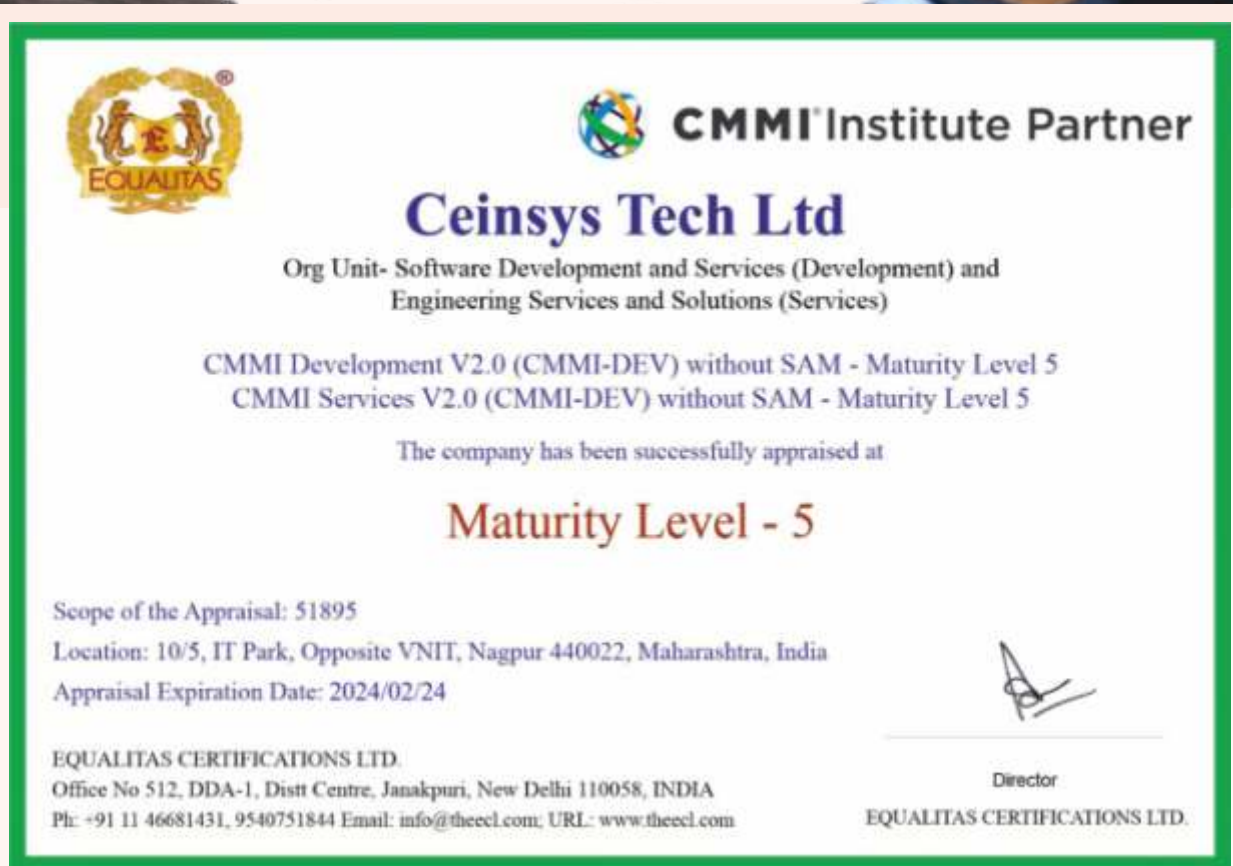 ®
EQUALITAS
CMMI® Institute Partner
Ceinsys Tech Ltd
Org Unit- Software Development and Services (Development) and
Engineering Services and Solutions (Services)
CMMI Development V2.0 (CMMI-DEV) without SAM - Maturity Level 5
CMMI Services V2.0 (CMMI-DEV) without SAM - Maturity Level 5
The company has been successfully appraised at
Maturity Level - 5
Scope of the Appraisal: 51895
Location: 10/5, IT Park, Opposite VNIT, Nagpur 440022, Maharashtra, India
Appraisal Expiration Date: 2024/02/24
EQUALITAS CERTIFICATIONS LTD.
Office No 512, DDA-1, Distt Centre, Janakpuri, New Delhi 110058, INDIA
Ph: +91 11 46681431, 9540751844 Email: info@theecl.com; URL: www.theecl.com
Director
EQUALITAS CERTIFICATIONS LTD.